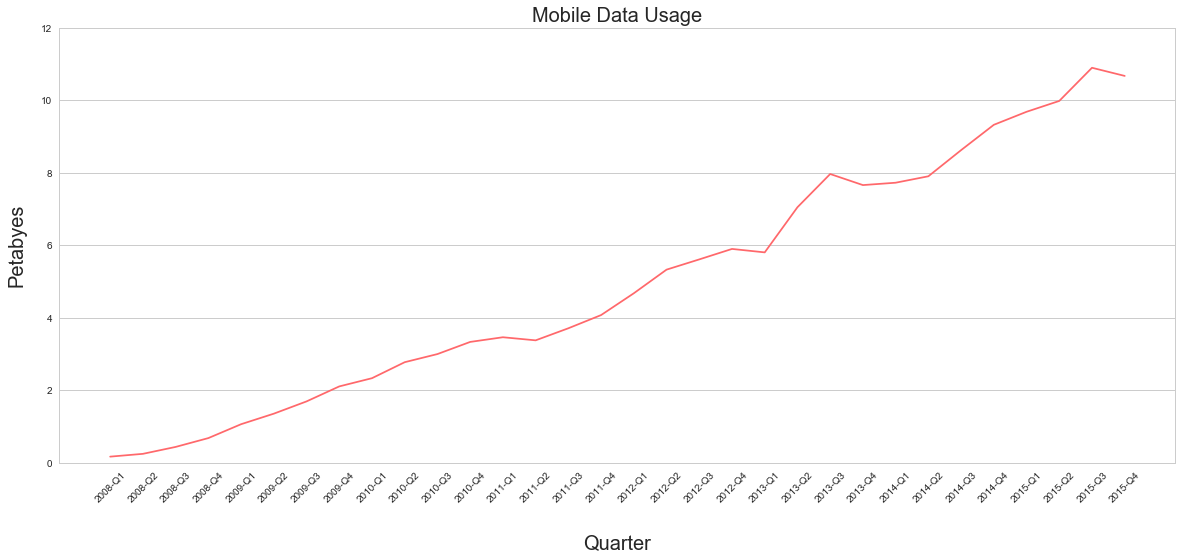 Mobile Data Usage
12
10
8
6
4
2
0
Petabyes
2008-Q1
2008-Q2
2008-Q3
2008-Q4
2009-Q1
2009-Q2
2009-Q3
2009-Q4
2010-Q1
2010-Q2
2010-Q3
2010-Q4
2011-Q1
2011-Q2
2011-Q3
2011-Q4
2012-Q1
2012-Q2
2012-Q3
2012-Q4
2013-Q1
2013-Q2
2013-Q3
2013-Q4
2014-Q1
2014-Q2
2014-Q3
2014-Q4
2015-Q1
2015-Q2
2015-Q3
2015-Q4
Quarter